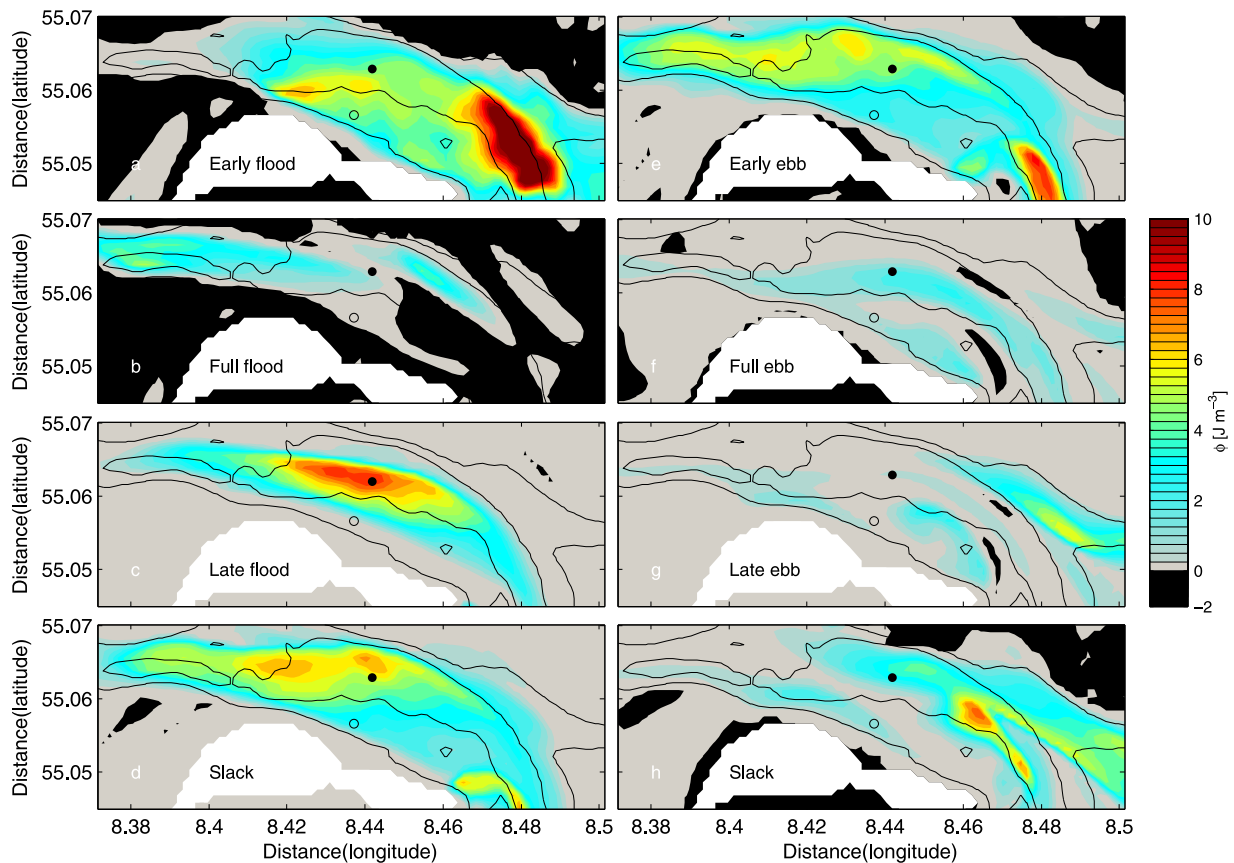 55.07
55.06
55.05
Distance(latitude)
a
Early flood
e
Early ebb
55.07
55.06
55.05
Distance(latitude)
b
Full flood
f
Full ebb
55.07
55.06
55.05
Distance(latitude)
c
Late flood
g
Late ebb
55.07
55.06
55.05
Distance(latitude)
d
Slack
h
Slack
8.38 8.4 8.42 8.44 8.46 8.48 8.5
Distance(longitude)
8.38 8.4 8.42 8.44 8.46 8.48 8.5
Distance(longitude)
10
8
6
4
2
0
−2
ϕ [J m⁻³]